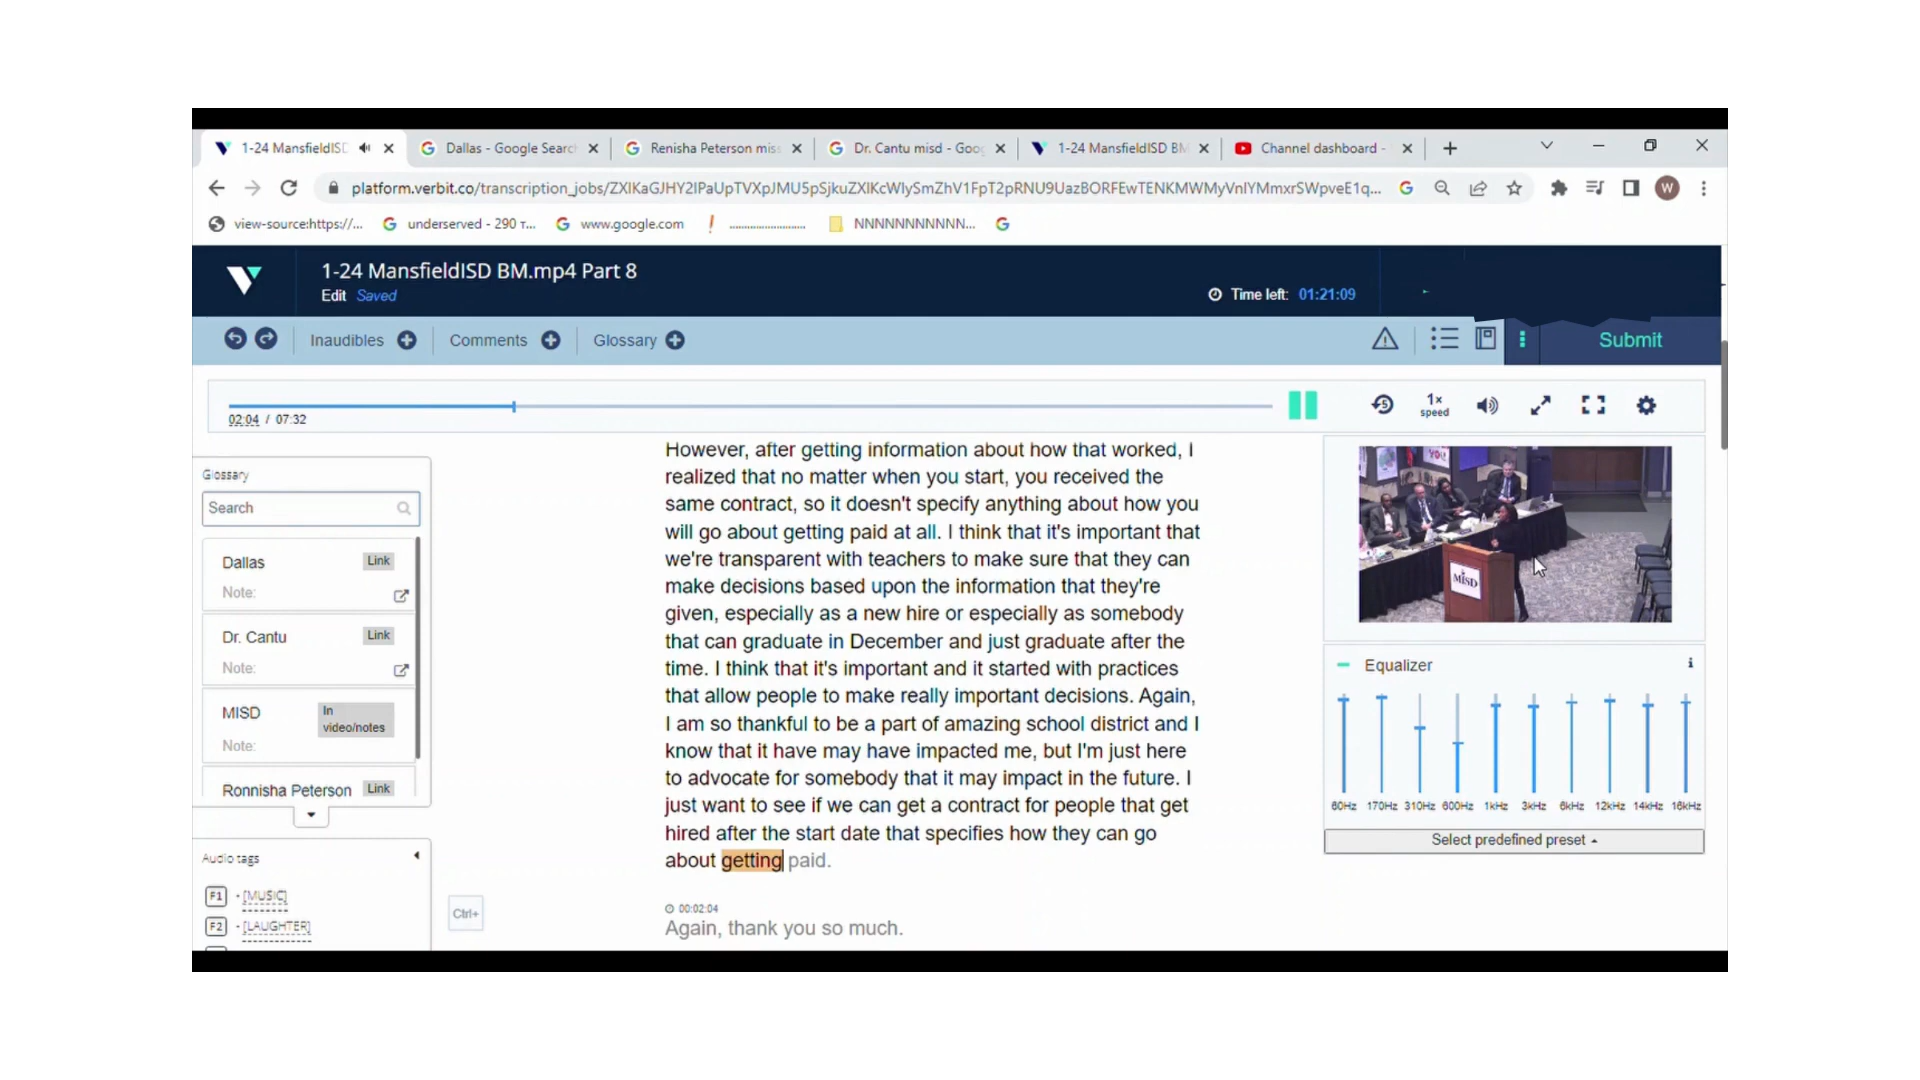 1-24 MansfieldISD
Dallas - Google Search
Renisha Peterson mis
Dr. Cantu misd - Goog
1-24 MansfieldISD BM
Channel dashboard -
view-source:https://...
underserved - 290 т...
www.google.com
NNNNNNNNNNN...
1-24 MansfieldISD BM.mp4 Part 8
Edit Saved
Time left: 01:21:09
Inaudibles
Comments
Glossary
Submit
02:04 / 07:32
1x
speed
Glossary
Search
Dallas Link
Note:
Dr. Cantu Link
Note:
MISD In
video/notes
Note:
Ronnisha Peterson Link
Audio tags
F1 - [MUSIC]
F2 - [LAUGHTER]
Ctrl+
However, after getting information about how that worked, I
realized that no matter when you start, you received the
same contract, so it doesn't specify anything about how you
will go about getting paid at all. I think that it's important that
we're transparent with teachers to make sure that they can
make decisions based upon the information that they're
given, especially as a new hire or especially as somebody
that can graduate in December and just graduate after the
time. I think that it's important and it started with practices
that allow people to make really important decisions. Again,
I am so thankful to be a part of amazing school district and I
know that it have may have impacted me, but I'm just here
to advocate for somebody that it may impact in the future. I
just want to see if we can get a contract for people that get
hired after the start date that specifies how they can go
about getting paid.
00:02:04
Again, thank you so much.
YOU
MISD
Equalizer
60Hz 170Hz 310Hz 600Hz 1kHz 3kHz 6kHz 12kHz 14kHz 16kHz
Select predefined preset